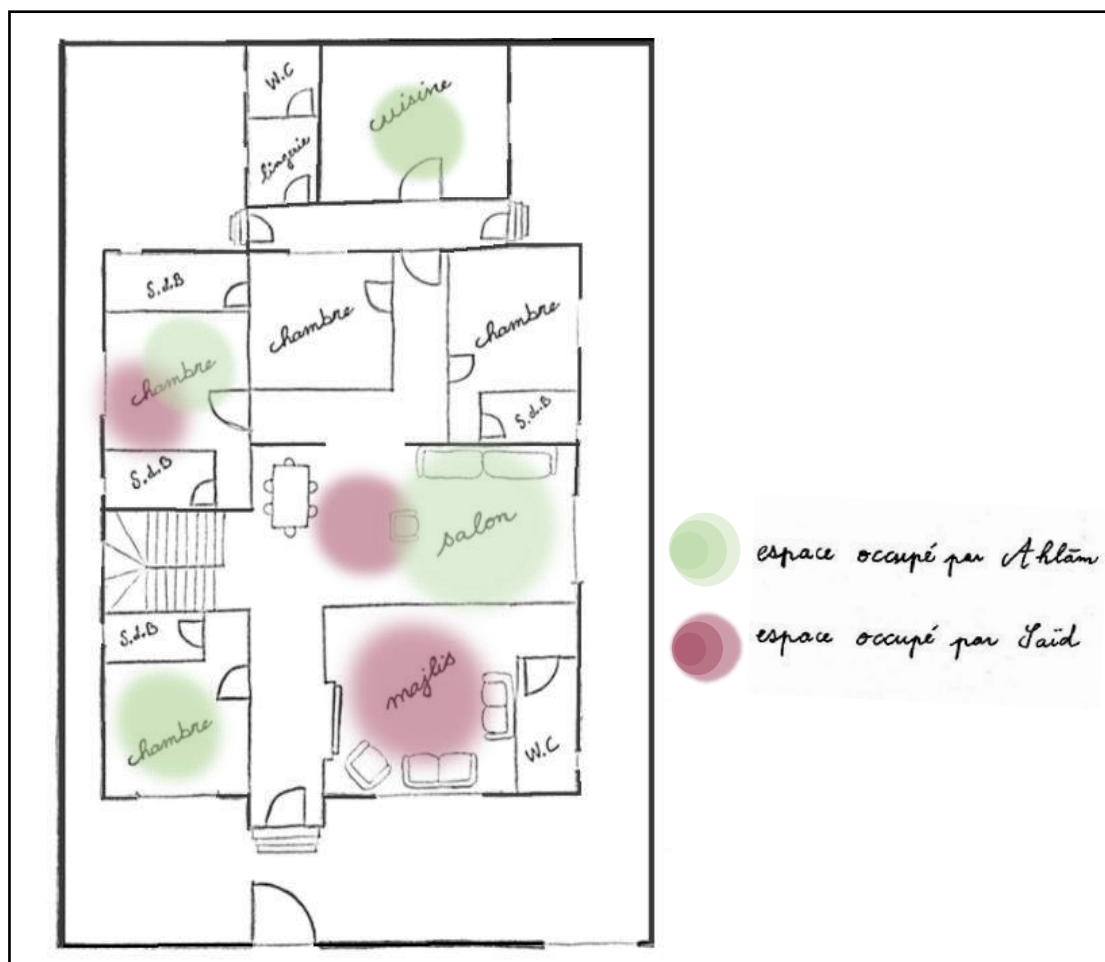 W.C
cuisine
lingerie
S.d.B
chambre
chambre
chambre
S.d.B
S.d.B
salon
S.d.B
majlis
chambre
W.C
espace occupé par Ahlām
espace occupé par Saïd